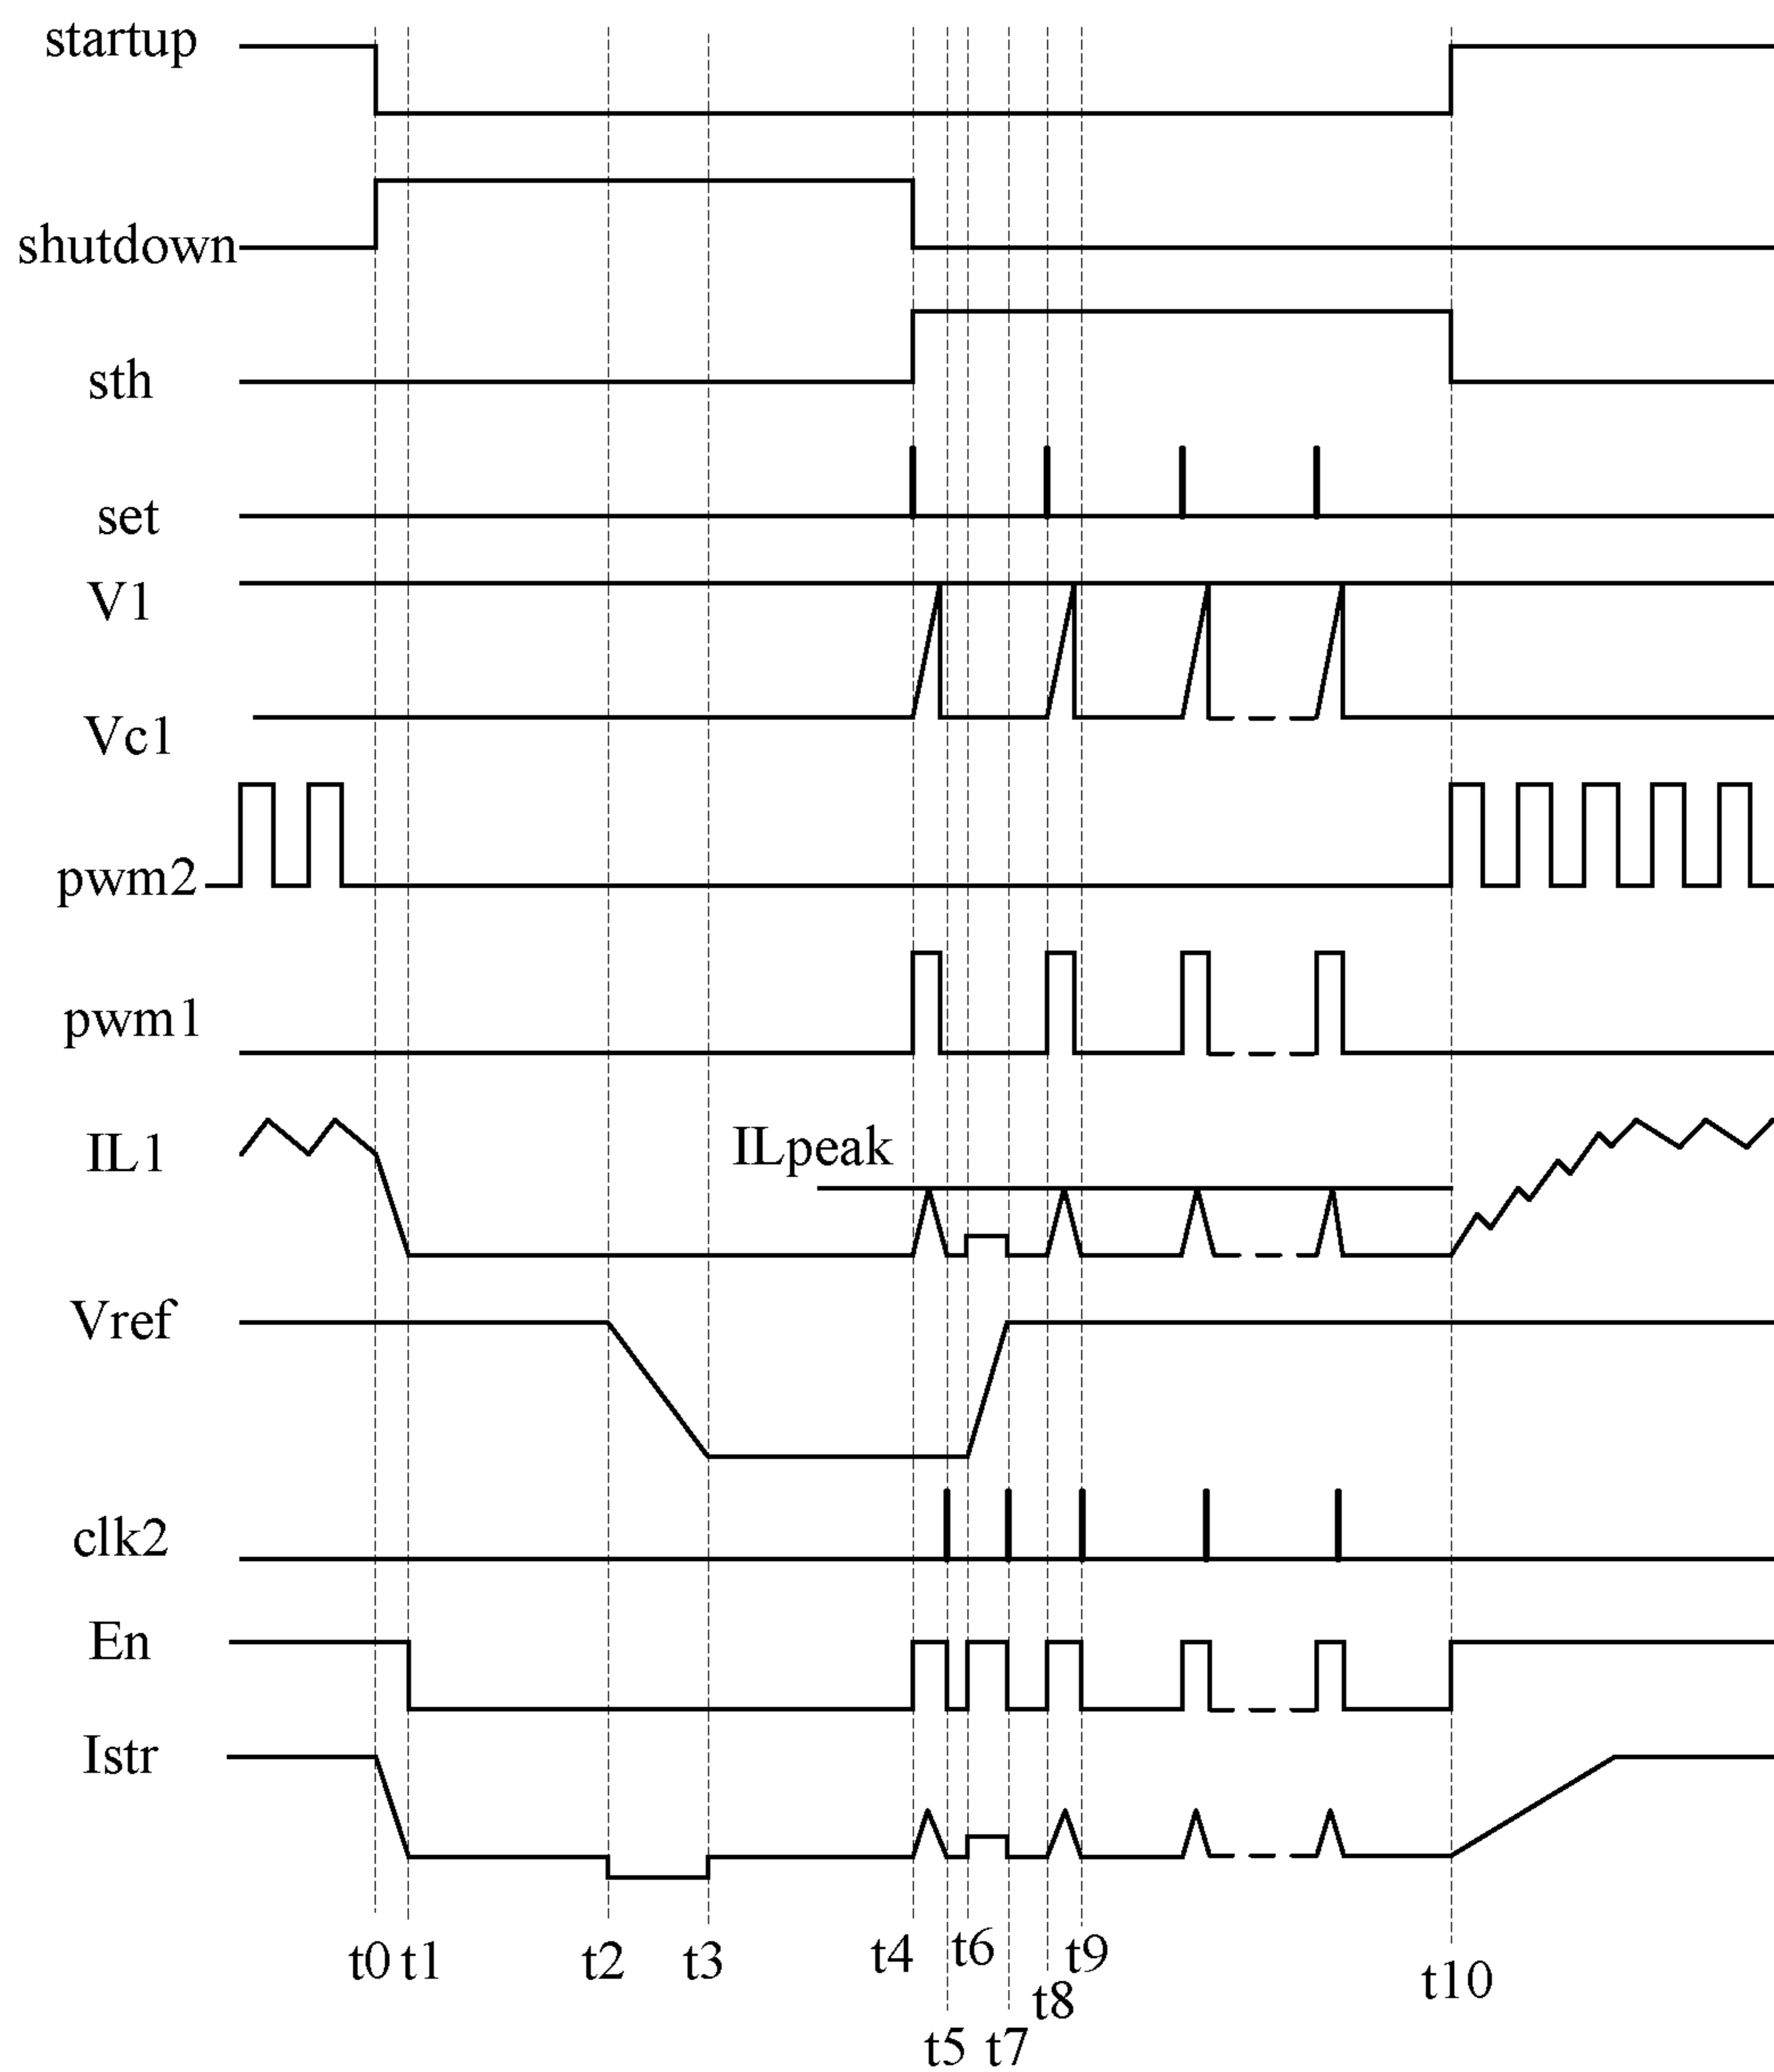 startup
shutdown
sth
set
V1
Vc1
pwm2
pwm1
IL1
ILpeak
Vref
clk2
En
Istr
t0 t1 t2 t3 t4 t6 t9
t8
t10
t5 t7